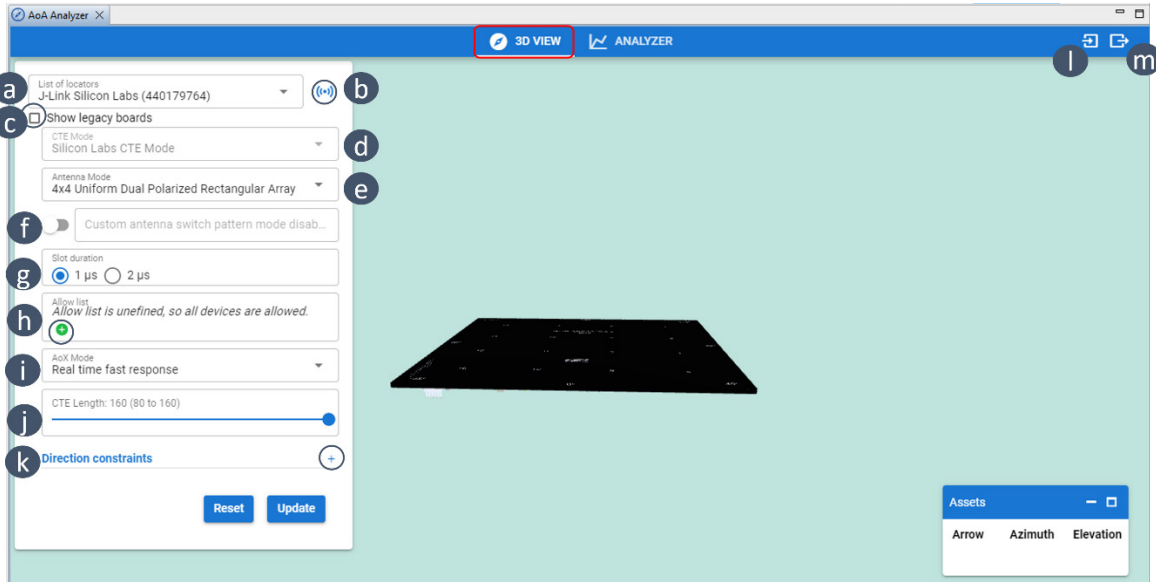 AoA Analyzer
3D VIEW
ANALYZER
l
m
a
List of locators
J-Link Silicon Labs (440179764)
b
c
Show legacy boards
CTE Mode
Silicon Labs CTE Mode
d
Antenna Mode
4x4 Uniform Dual Polarized Rectangular Array
e
f
Custom antenna switch pattern mode disab...
Slot duration
g
1 µs 2 µs
Allow list
Allow list is unefined, so all devices are allowed.
h
AoX Mode
i
Real time fast response
CTE Length: 160 (80 to 160)
j
k
Direction constraints
+
Reset Update
Assets
Arrow Azimuth Elevation